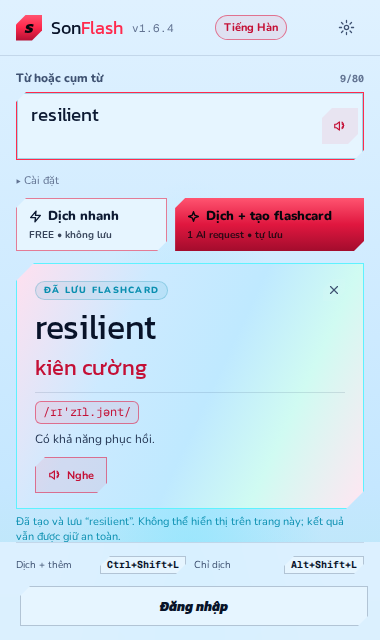 S SonFlash v1.6.4 Tiếng Hàn
Từ hoặc cụm từ 9/80
resilient
▸ Cài đặt
Dịch nhanh
FREE • không lưu
Dịch + tạo flashcard
1 AI request • tự lưu
ĐÃ LƯU FLASHCARD
resilient
kiên cường
/rɪˈzɪl.jənt/
Có khả năng phục hồi.
Nghe
Đã tạo và lưu “resilient”. Không thể hiển thị trên trang này; kết quả
vẫn được giữ an toàn.
Dịch + thêm Ctrl+Shift+L Chỉ dịch Alt+Shift+L
Đăng nhập